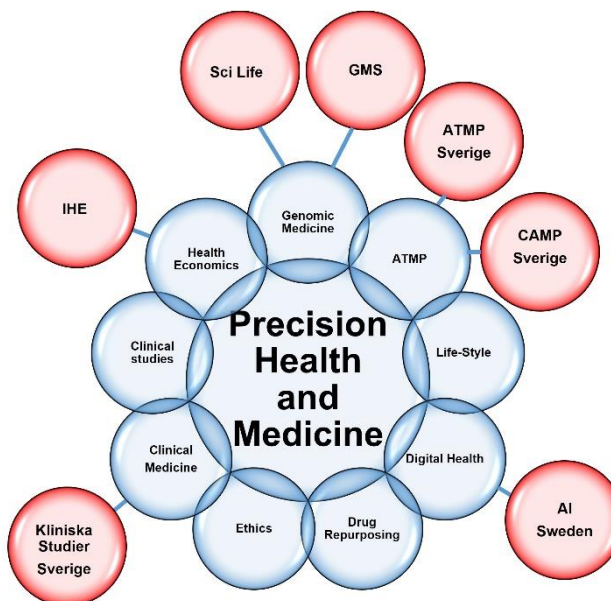 Sci Life
GMS
ATMP
Sverige
IHE
CAMP
Sverige
Genomic
Medicine
Health
Economics
ATMP
Clinical
studies
Precision
Health
and
Medicine
Life-Style
Clinical
Medicine
Digital Health
Ethics
Drug
Repurposing
Kliniska
Studier
Sverige
AI
Sweden